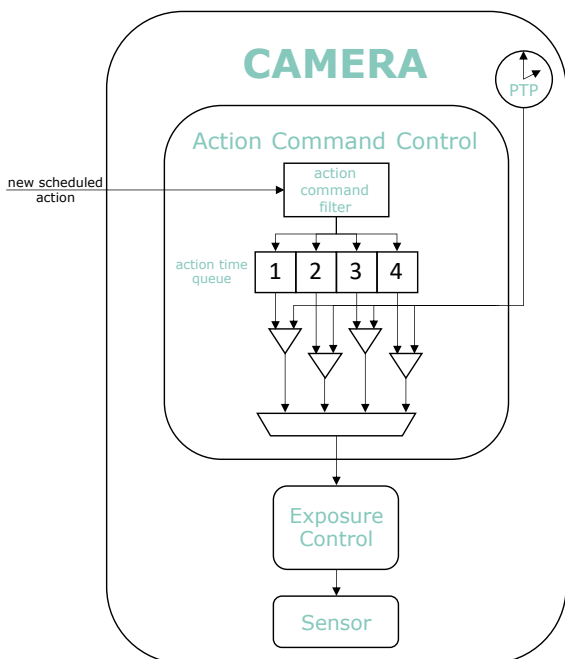 CAMERA
PTP
Action Command Control
new scheduled
action
action
command
filter
action time
queue
1 2 3 4
Exposure
Control
Sensor